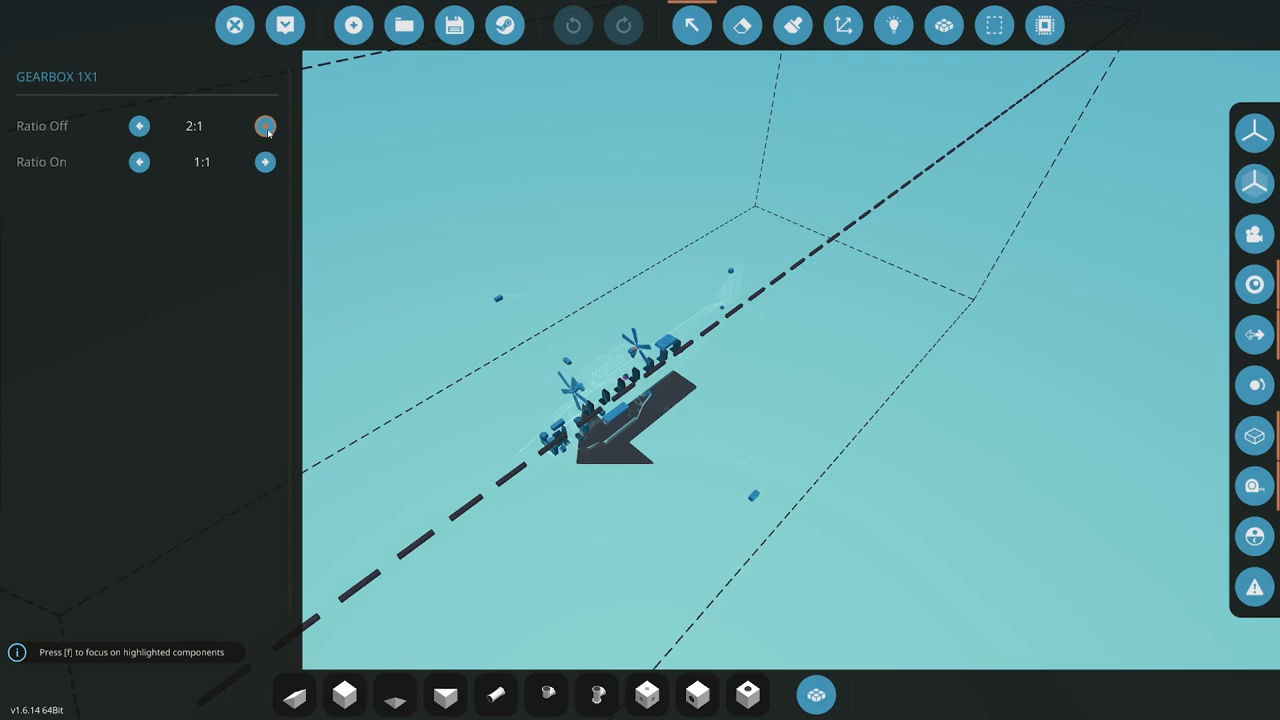 GEARBOX 1X1
Ratio Off 2:1
Ratio On 1:1
Press [f] to focus on highlighted components
v1.6.14 64Bit